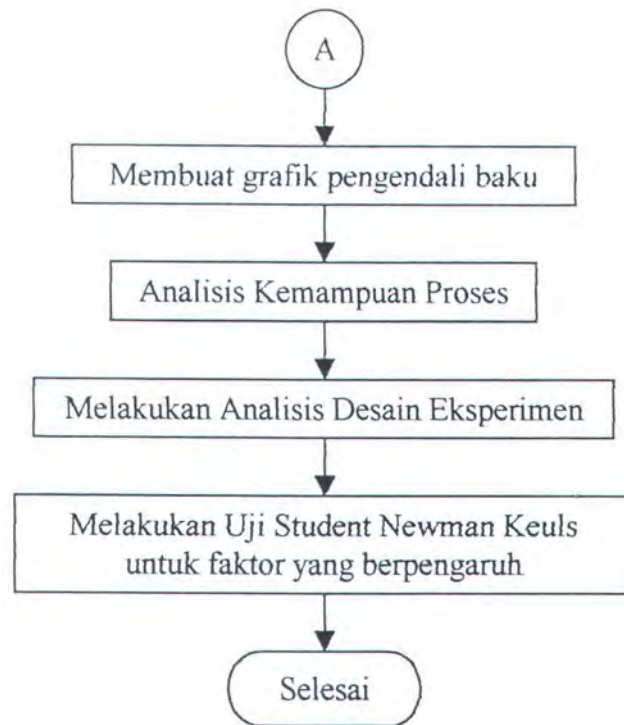 A
Membuat grafik pengendali baku
Analisis Kemampuan Proses
Melakukan Analisis Desain Eksperimen
Melakukan Uji Student Newman Keuls
untuk faktor yang berpengaruh
Selesai